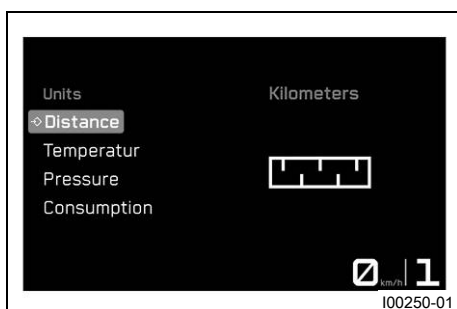 Units
Kilometers
Distance
Temperatur
Pressure
Consumption
0 km/h 1
I00250-01